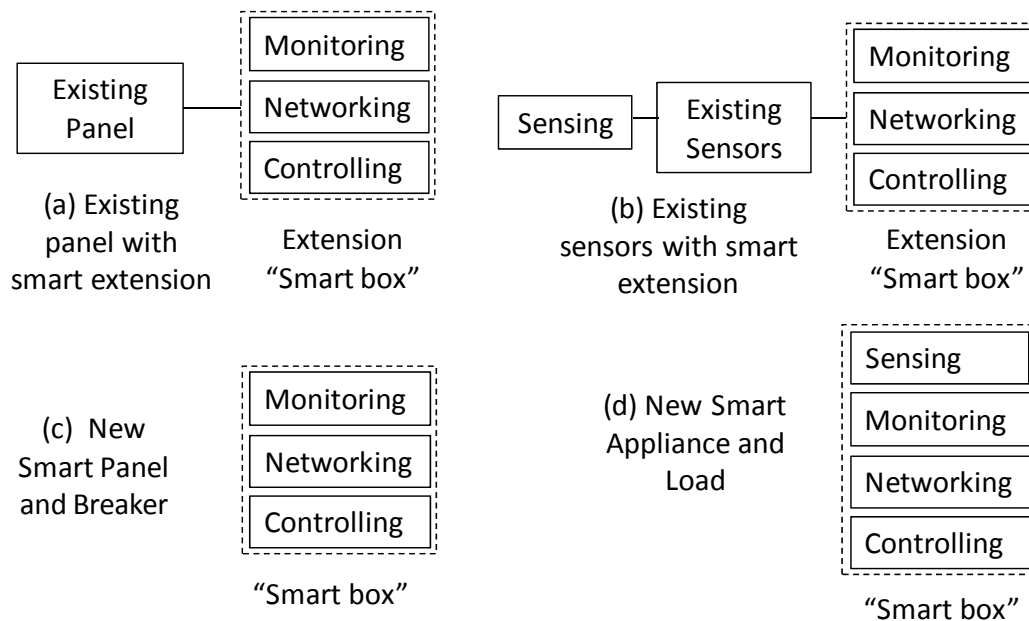 Existing
Panel
Monitoring
Networking
Controlling
(a) Existing
panel with
smart extension
Extension
“Smart box”
Sensing
Existing
Sensors
Monitoring
Networking
Controlling
(b) Existing
sensors with smart
extension
Extension
“Smart box”
(c) New
Smart Panel
and Breaker
Monitoring
Networking
Controlling
“Smart box”
(d) New Smart
Appliance and
Load
Sensing
Monitoring
Networking
Controlling
“Smart box”